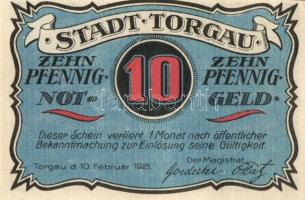 STADT · TORGAU ·
ZEHN PFENNIG · 10 ZEHN PFENNIG ·
NOT GELD ·
Dieser Schein verliert 1 Monat nach öffentlicher
Bekanntmachung zur Einlösung seine Gültigkeit.
Torgau d. 10. Februar 1921. Der Magistrat